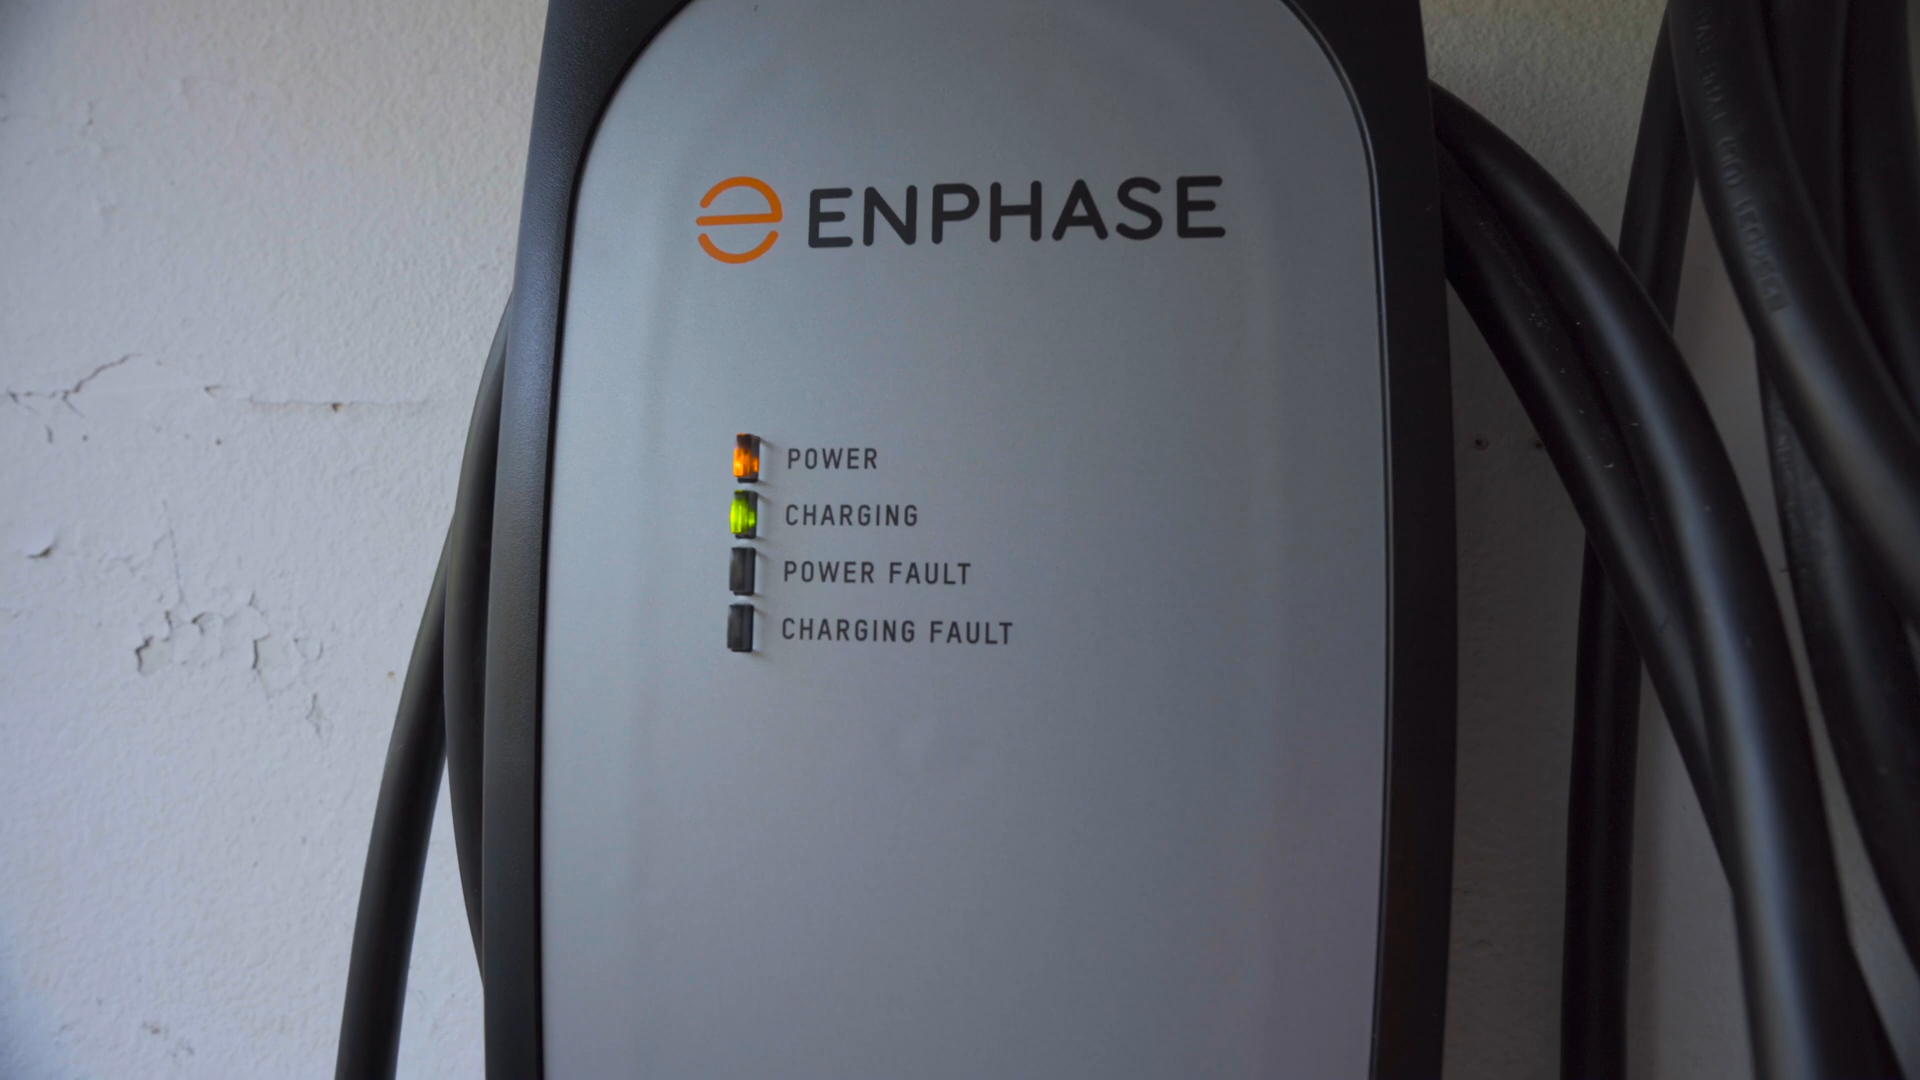 ENPHASE
POWER
CHARGING
POWER FAULT
CHARGING FAULT